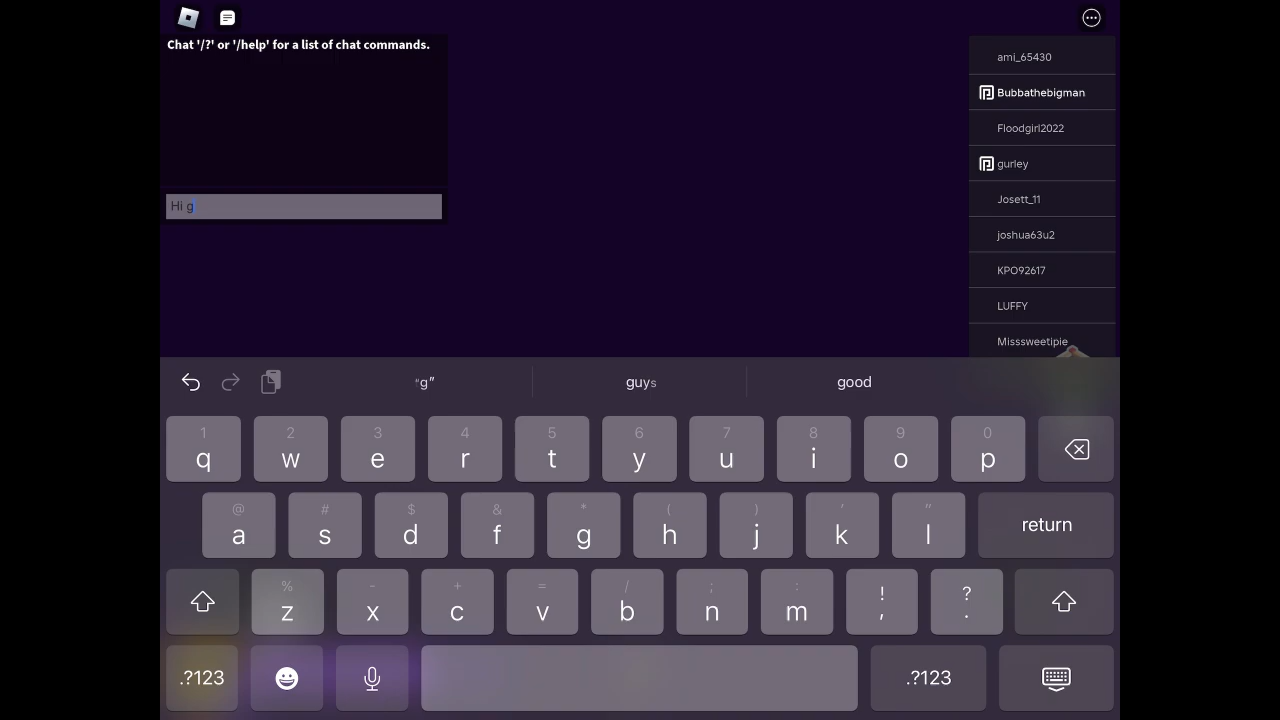 Chat '/?' or '/help' for a list of chat commands.
Hi g
ami_65430
Bubbathebigman
Floodgirl2022
gurley
Josett_11
joshua63u2
KPO92617
LUFFY
Misssweetipie
“g” guys good
1 2 3 4 5 6 7 8 9 0
q w e r t y u i o p
@ # $ & * ( ) ' "
a s d f g h j k l return
% - + = / ; : ! ?
z x c v b n m , .
.?123 .?123